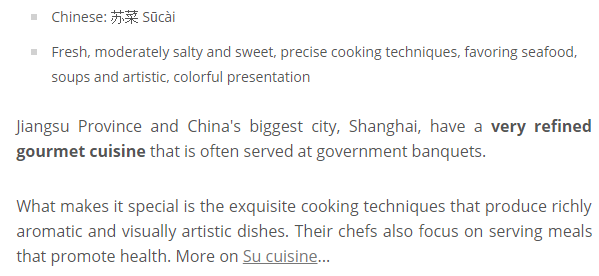 Chinese: 苏菜 Sūcài
Fresh, moderately salty and sweet, precise cooking techniques, favoring seafood,
soups and artistic, colorful presentation
Jiangsu Province and China's biggest city, Shanghai, have a very refined
gourmet cuisine that is often served at government banquets.
What makes it special is the exquisite cooking techniques that produce richly
aromatic and visually artistic dishes. Their chefs also focus on serving meals
that promote health. More on Su cuisine...